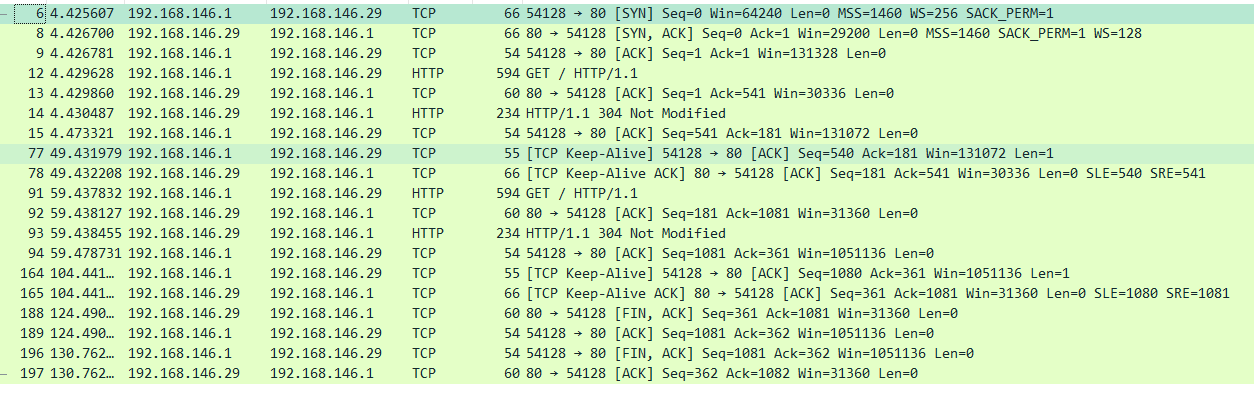 6 4.425607 192.168.146.1 192.168.146.29 TCP 66 54128 → 80 [SYN] Seq=0 Win=64240 Len=0 MSS=1460 WS=256 SACK_PERM=1
8 4.426700 192.168.146.29 192.168.146.1 TCP 66 80 → 54128 [SYN, ACK] Seq=0 Ack=1 Win=29200 Len=0 MSS=1460 SACK_PERM=1 WS=128
9 4.426781 192.168.146.1 192.168.146.29 TCP 54 54128 → 80 [ACK] Seq=1 Ack=1 Win=131328 Len=0
12 4.429628 192.168.146.1 192.168.146.29 HTTP 594 GET / HTTP/1.1
13 4.429860 192.168.146.29 192.168.146.1 TCP 60 80 → 54128 [ACK] Seq=1 Ack=541 Win=30336 Len=0
14 4.430487 192.168.146.29 192.168.146.1 HTTP 234 HTTP/1.1 304 Not Modified
15 4.473321 192.168.146.1 192.168.146.29 TCP 54 54128 → 80 [ACK] Seq=541 Ack=181 Win=131072 Len=0
77 49.431979 192.168.146.1 192.168.146.29 TCP 55 [TCP Keep-Alive] 54128 → 80 [ACK] Seq=540 Ack=181 Win=131072 Len=1
78 49.432208 192.168.146.29 192.168.146.1 TCP 66 [TCP Keep-Alive ACK] 80 → 54128 [ACK] Seq=181 Ack=541 Win=30336 Len=0 SLE=540 SRE=541
91 59.437832 192.168.146.1 192.168.146.29 HTTP 594 GET / HTTP/1.1
92 59.438127 192.168.146.29 192.168.146.1 TCP 60 80 → 54128 [ACK] Seq=181 Ack=1081 Win=31360 Len=0
93 59.438455 192.168.146.29 192.168.146.1 HTTP 234 HTTP/1.1 304 Not Modified
94 59.478731 192.168.146.1 192.168.146.29 TCP 54 54128 → 80 [ACK] Seq=1081 Ack=361 Win=1051136 Len=0
164 104.441… 192.168.146.1 192.168.146.29 TCP 55 [TCP Keep-Alive] 54128 → 80 [ACK] Seq=1080 Ack=361 Win=1051136 Len=1
165 104.441… 192.168.146.29 192.168.146.1 TCP 66 [TCP Keep-Alive ACK] 80 → 54128 [ACK] Seq=361 Ack=1081 Win=31360 Len=0 SLE=1080 SRE=1081
188 124.490… 192.168.146.29 192.168.146.1 TCP 60 80 → 54128 [FIN, ACK] Seq=361 Ack=1081 Win=31360 Len=0
189 124.490… 192.168.146.1 192.168.146.29 TCP 54 54128 → 80 [ACK] Seq=1081 Ack=362 Win=1051136 Len=0
196 130.762… 192.168.146.1 192.168.146.29 TCP 54 54128 → 80 [FIN, ACK] Seq=1081 Ack=362 Win=1051136 Len=0
197 130.762… 192.168.146.29 192.168.146.1 TCP 60 80 → 54128 [ACK] Seq=362 Ack=1082 Win=31360 Len=0